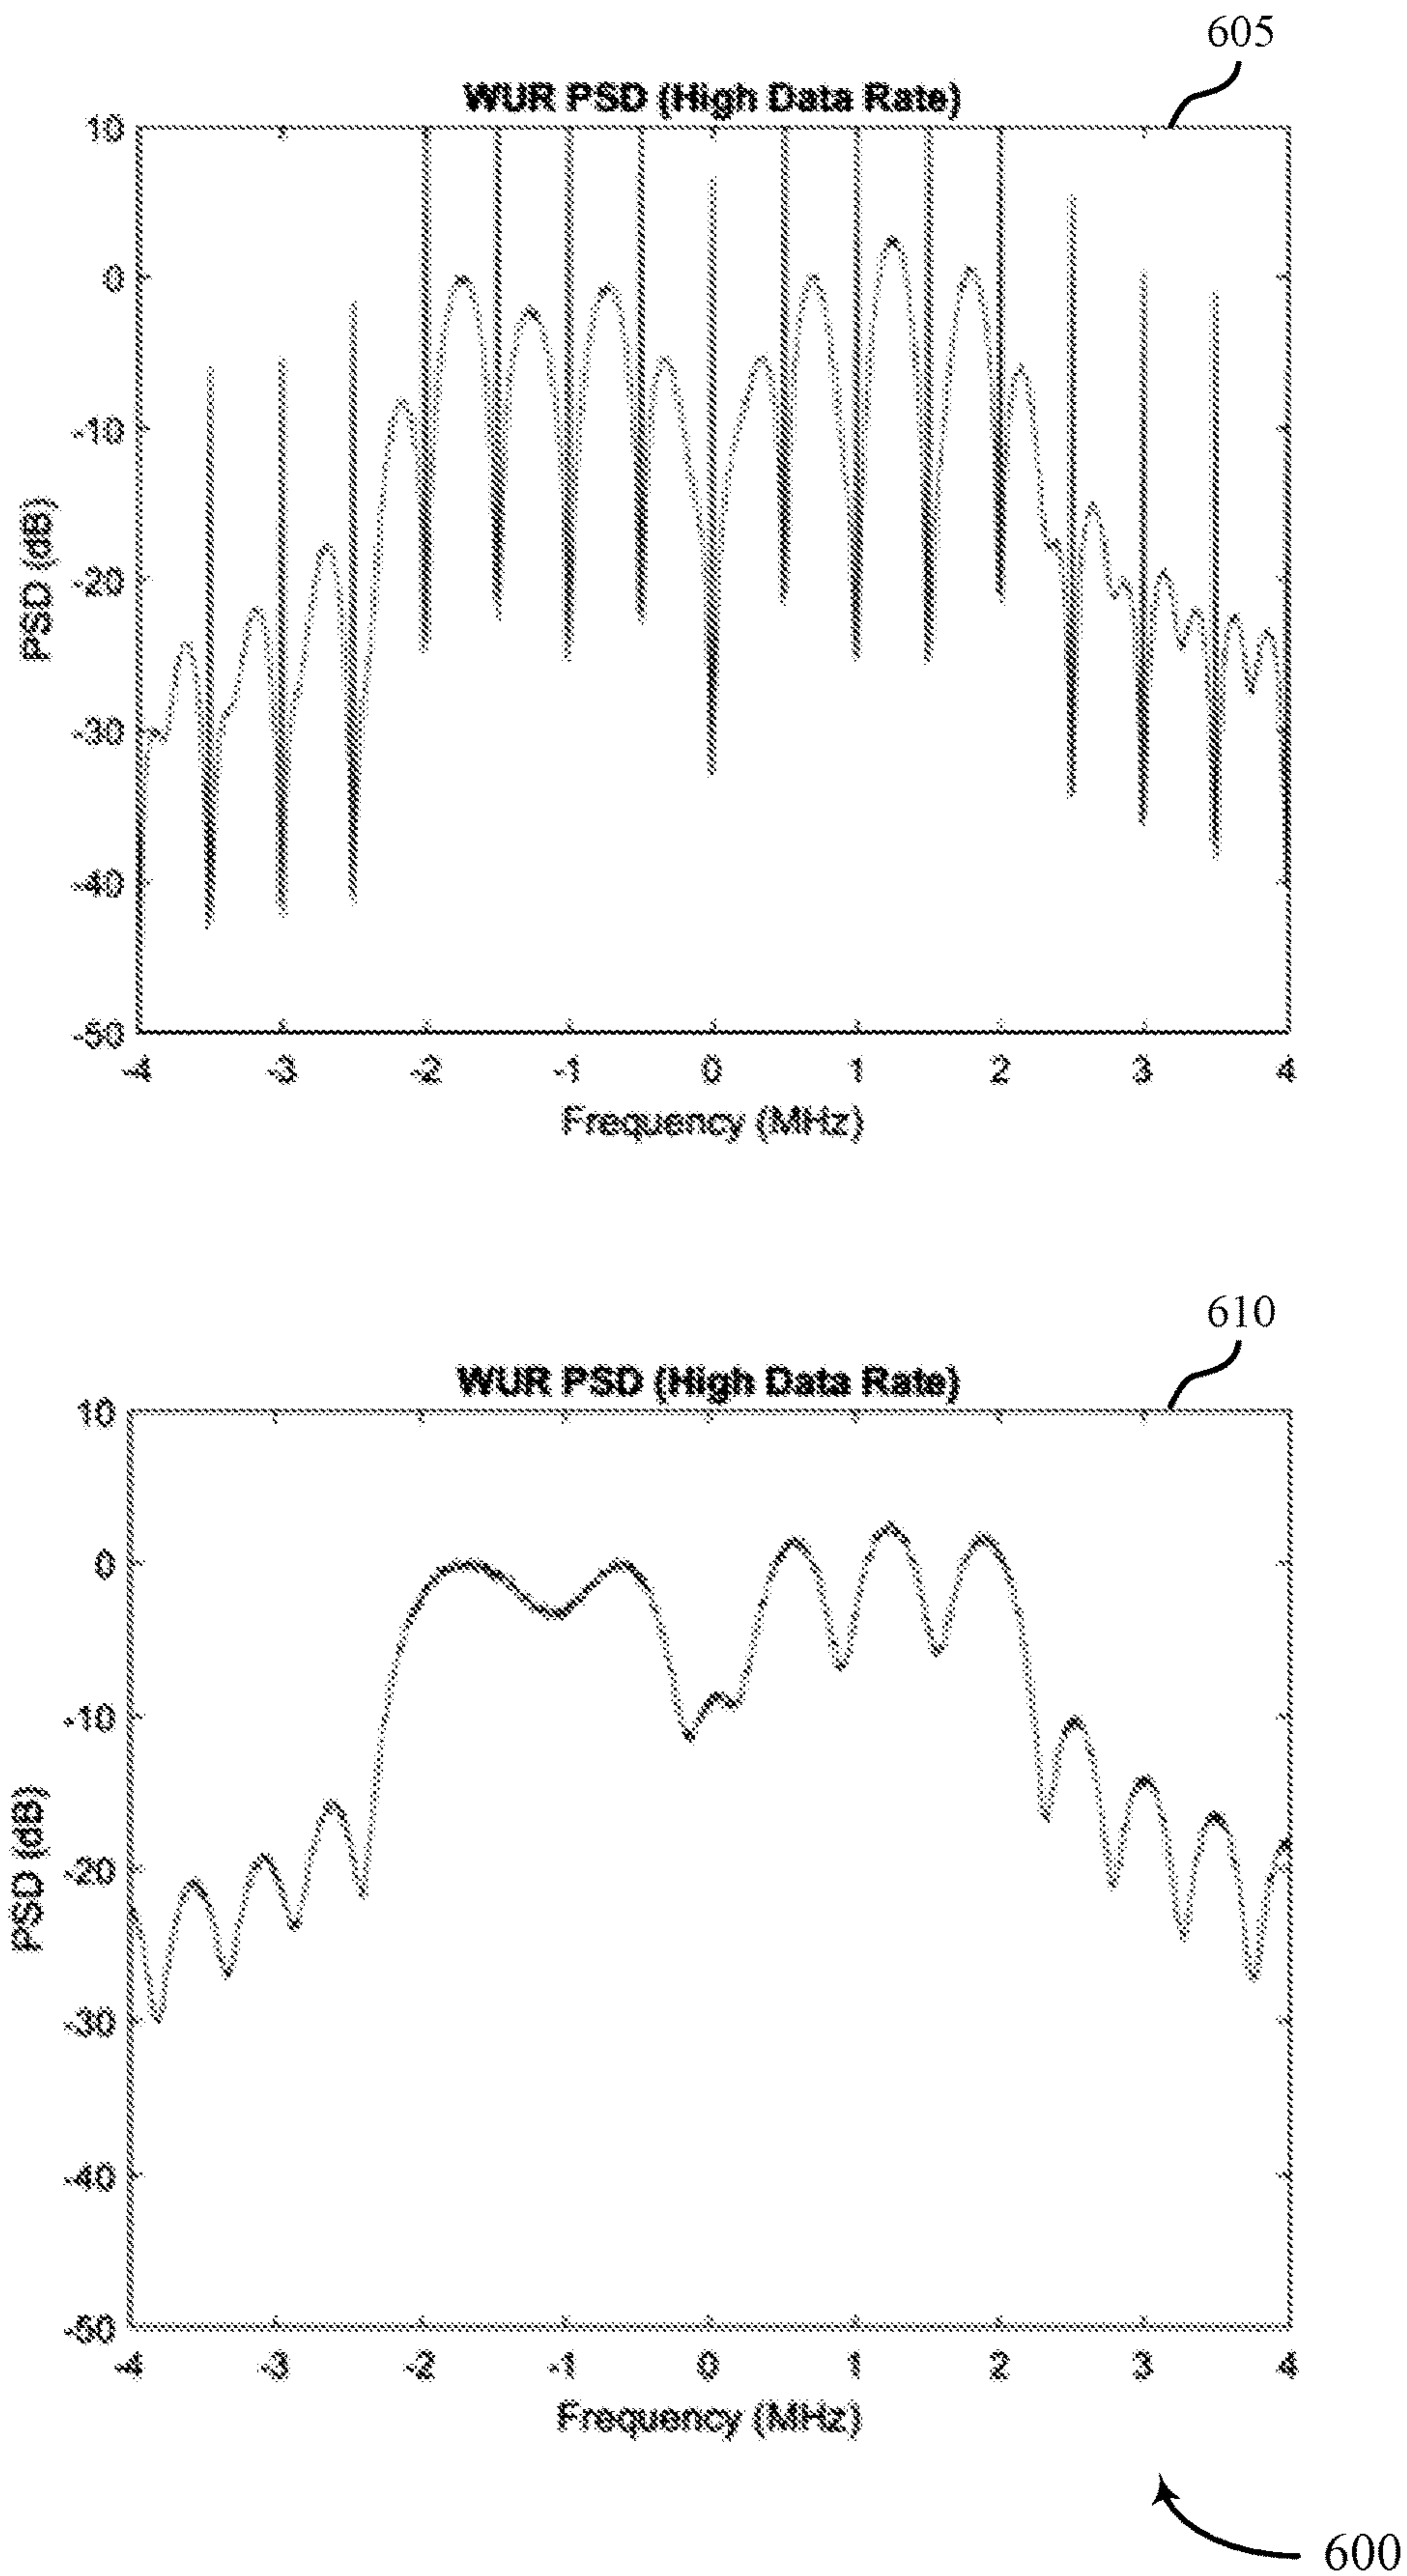 605
WUR PSD (High Data Rate)
10
0
-10
-20
-30
-40
-50
PSD (dB)
-4 -3 -2 -1 0 1 2 3 4
Frequency (MHz)
610
WUR PSD (High Data Rate)
10
0
-10
-20
-30
-40
-50
PSD (dB)
-4 -3 -2 -1 0 1 2 3 4
Frequency (MHz)
600